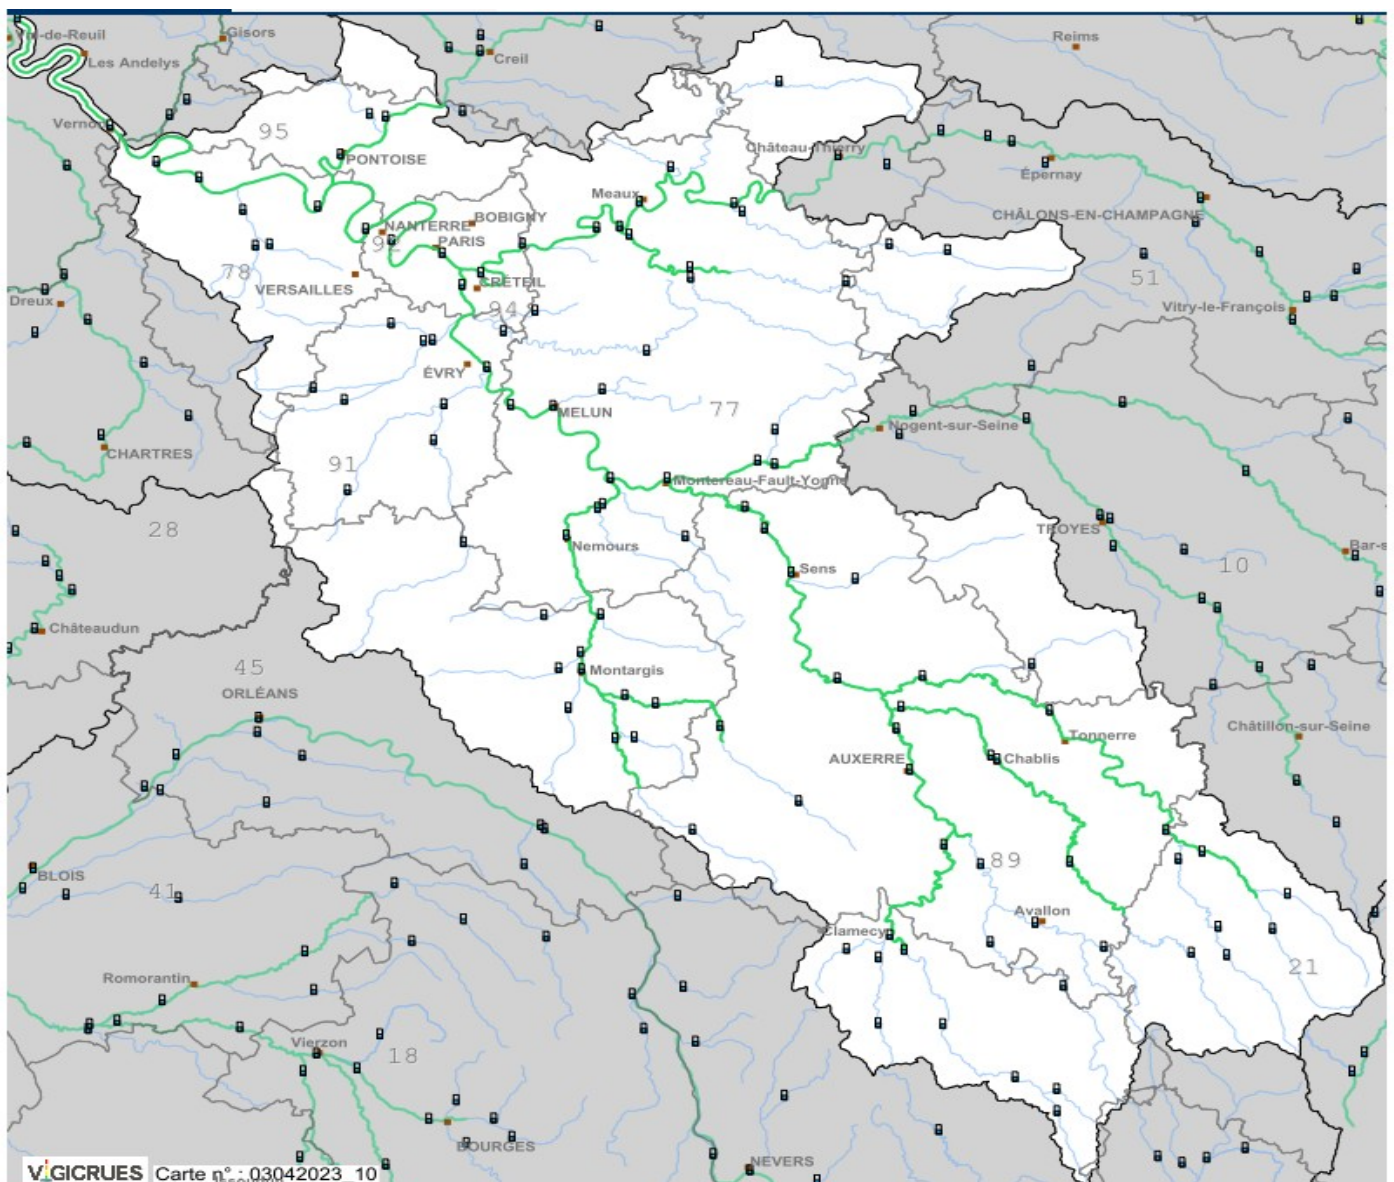 Gisors
Reims
Les Andelys
Creil
Vernon
95
PONTOISE
Château-Thierry
Épernay
Meaux
CHÂLONS-EN-CHAMPAGNE
NANTERRE
BOBIGNY
92
PARIS
78
VERSAILLES
CRÉTEIL
51
Dreux
94
Vitry-le-François
ÉVRY
77
MELUN
Nogent-sur-Seine
CHARTRES
91
Montereau-Fault-Yonne
28
TROYES
Nemours
Bar-s
Sens
10
Châteaudun
45
Montargis
ORLÉANS
Châtillon-sur-Seine
Tonnerre
AUXERRE
Chablis
BLOIS
89
41
Avallon
Clamecy
21
Romorantin
Vierzon
18
BOURGES
NEVERS
VIGICRUES Carte n° : 03042023_10